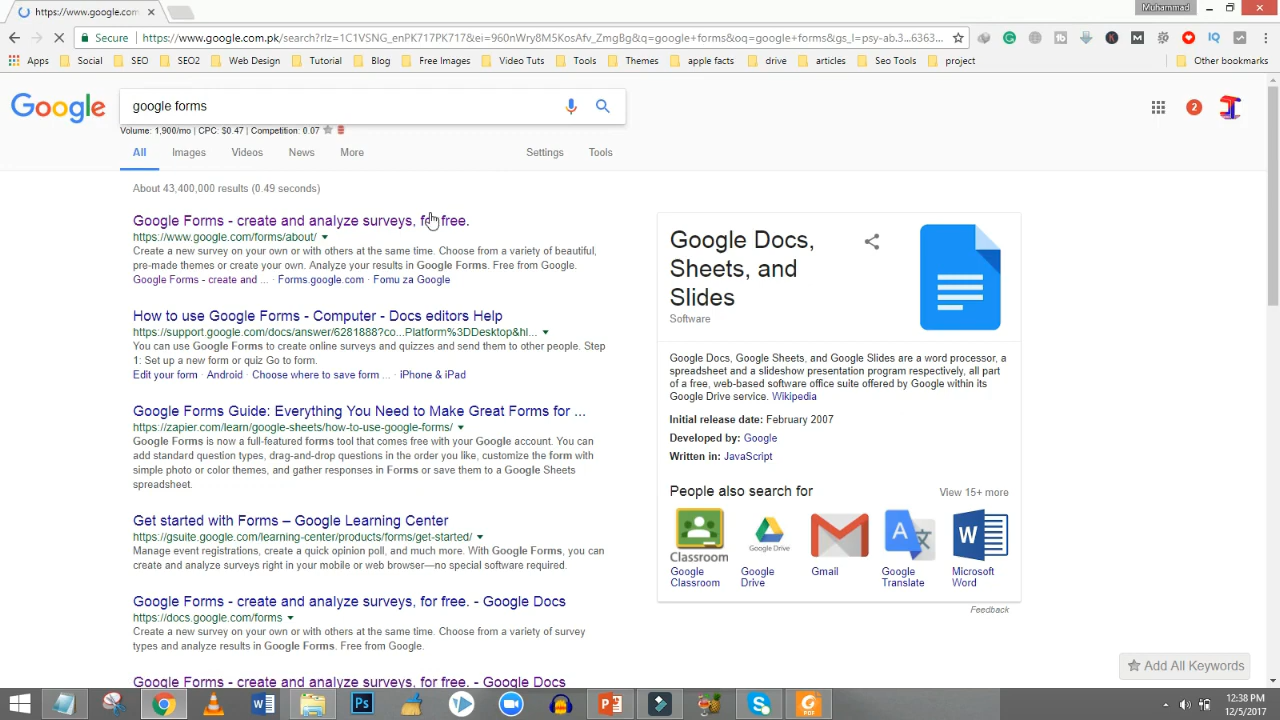 https://www.google.com
Muhammad
Secure
https://www.google.com.pk/search?rlz=1C1VSNG_enPK717PK717&ei=960nWry8M5KosAfv_ZmgBg&q=google+forms&oq=google+forms&gs_l=psy-ab.3...6363...
Apps Social SEO SEO2 Web Design Tutorial Blog Free Images Video Tuts Tools Themes apple facts drive articles Seo Tools project Other bookmarks
Google
google forms
2
Volume: 1,900/mo | CPC: $0.47 | Competition: 0.07
All Images Videos News More Settings Tools
About 43,400,000 results (0.49 seconds)
Google Forms - create and analyze surveys, for free.
https://www.google.com/forms/about/
Create a new survey on your own or with others at the same time. Choose from a variety of beautiful,
pre-made themes or create your own. Analyze your results in Google Forms. Free from Google.
Google Forms - create and ... · Forms.google.com · Fomu za Google
How to use Google Forms - Computer - Docs editors Help
https://support.google.com/docs/answer/6281888?co...Platform%3DDesktop&hl...
You can use Google Forms to create online surveys and quizzes and send them to other people. Step
1: Set up a new form or quiz Go to form.
Edit your form · Android · Choose where to save form ... · iPhone & iPad
Google Forms Guide: Everything You Need to Make Great Forms for ...
https://zapier.com/learn/google-sheets/how-to-use-google-forms/
Google Forms is now a full-featured forms tool that comes free with your Google account. You can
add standard question types, drag-and-drop questions in the order you like, customize the form with
simple photo or color themes, and gather responses in Forms or save them to a Google Sheets
spreadsheet.
Get started with Forms – Google Learning Center
https://gsuite.google.com/learning-center/products/forms/get-started/
Manage event registrations, create a quick opinion poll, and much more. With Google Forms, you can
create and analyze surveys right in your mobile or web browser—no special software required.
Google Forms - create and analyze surveys, for free. - Google Docs
https://docs.google.com/forms
Create a new survey on your own or with others at the same time. Choose from a variety of survey
types and analyze results in Google Forms. Free from Google.
Google Forms - create and analyze surveys, for free. - Google Docs
Google Docs,
Sheets, and
Slides
Software
Google Docs, Google Sheets, and Google Slides are a word processor, a
spreadsheet and a slideshow presentation program respectively, all part
of a free, web-based software office suite offered by Google within its
Google Drive service. Wikipedia
Initial release date: February 2007
Developed by: Google
Written in: JavaScript
People also search for View 15+ more
Classroom
Google Drive
Google Classroom
Google Drive
Gmail
Google Translate
Microsoft Word
Feedback
Add All Keywords
12:38 PM
12/5/2017